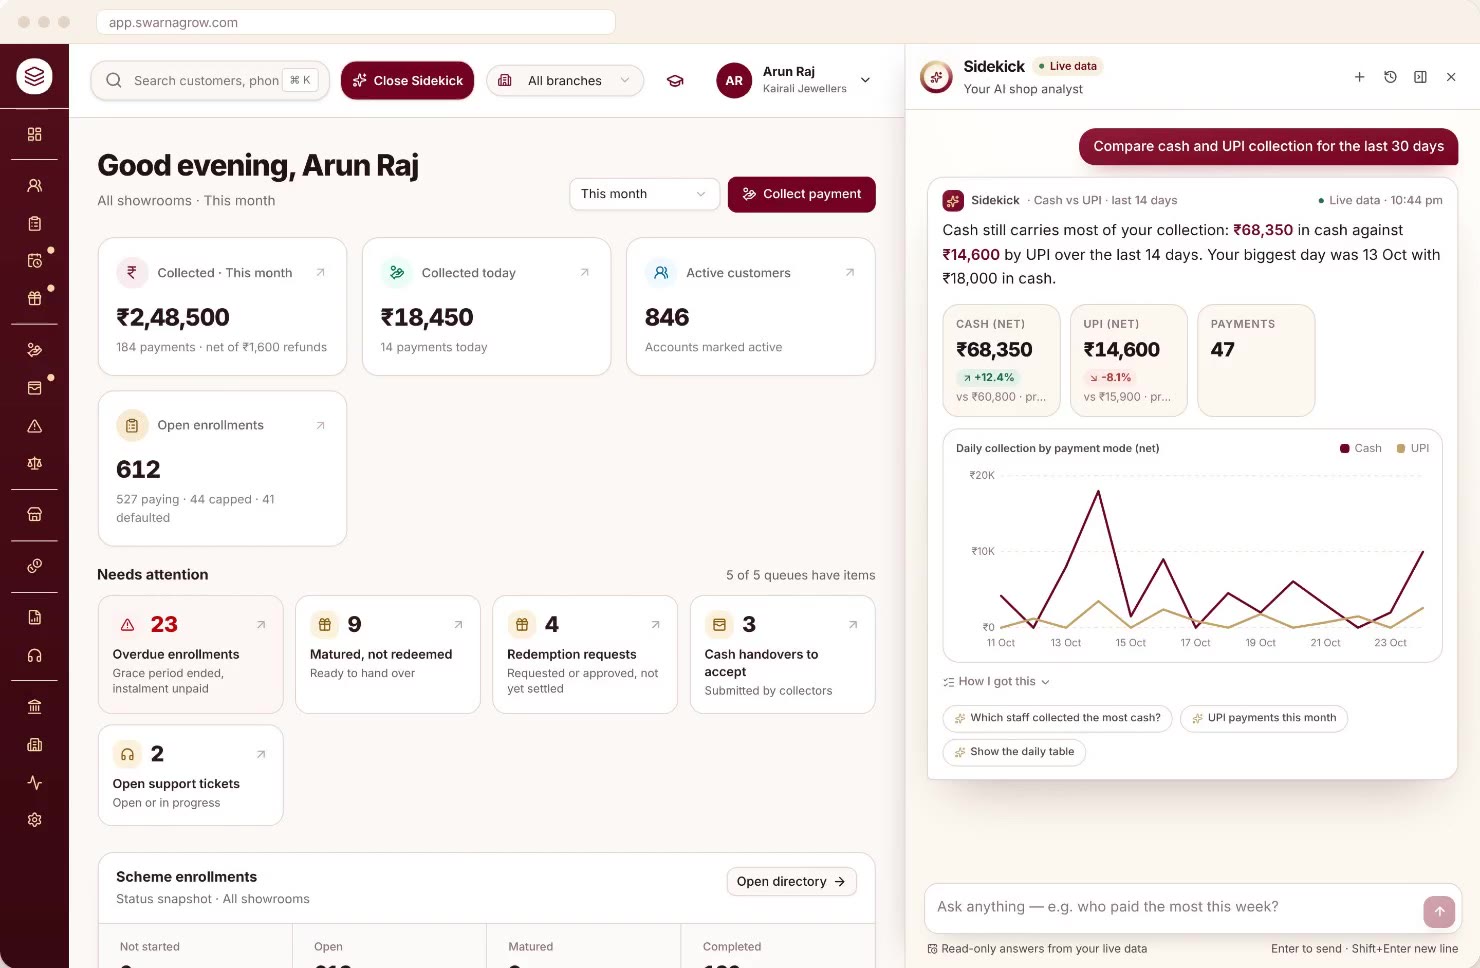 app.swarnagrow.com
Search customers, phon ⌘ K
Close Sidekick
All branches
AR
Arun Raj
Kairali Jewellers
Good evening, Arun Raj
All showrooms · This month
This month
Collect payment
₹ Collected · This month
₹2,48,500
184 payments · net of ₹1,600 refunds
Collected today
₹18,450
14 payments today
Active customers
846
Accounts marked active
Open enrollments
612
527 paying · 44 capped · 41
defaulted
Needs attention
5 of 5 queues have items
23
Overdue enrollments
Grace period ended,
instalment unpaid
9
Matured, not redeemed
Ready to hand over
4
Redemption requests
Requested or approved, not
yet settled
3
Cash handovers to
accept
Submitted by collectors
2
Open support tickets
Open or in progress
Scheme enrollments
Status snapshot · All showrooms
Open directory →
Not started
Open
Matured
Completed
Sidekick
Live data
Your AI shop analyst
Compare cash and UPI collection for the last 30 days
Sidekick · Cash vs UPI · last 14 days
Live data · 10:44 pm
Cash still carries most of your collection: ₹68,350 in cash against
₹14,600 by UPI over the last 14 days. Your biggest day was 13 Oct with
₹18,000 in cash.
CASH (NET)
₹68,350
+12.4%
vs ₹60,800 · pr...
UPI (NET)
₹14,600
-8.1%
vs ₹15,900 · pr...
PAYMENTS
47
Daily collection by payment mode (net)
Cash
UPI
₹20K
₹10K
₹0
11 Oct 13 Oct 15 Oct 17 Oct 19 Oct 21 Oct 23 Oct
How I got this
Which staff collected the most cash?
UPI payments this month
Show the daily table
Ask anything — e.g. who paid the most this week?
Read-only answers from your live data
Enter to send · Shift+Enter new line